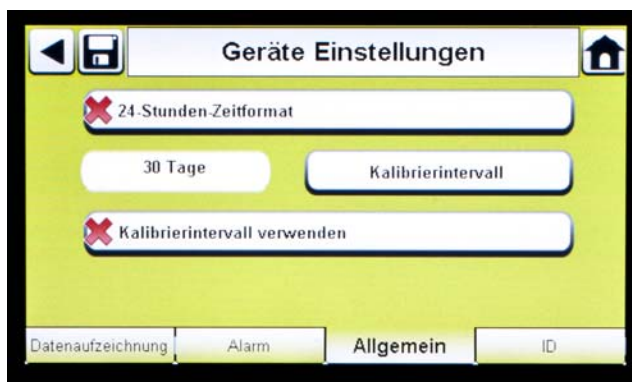 Geräte Einstellungen
24-Stunden-Zeitformat
30 Tage
Kalibrierintervall
Kalibrierintervall verwenden
Datenaufzeichnung
Alarm
Allgemein
ID